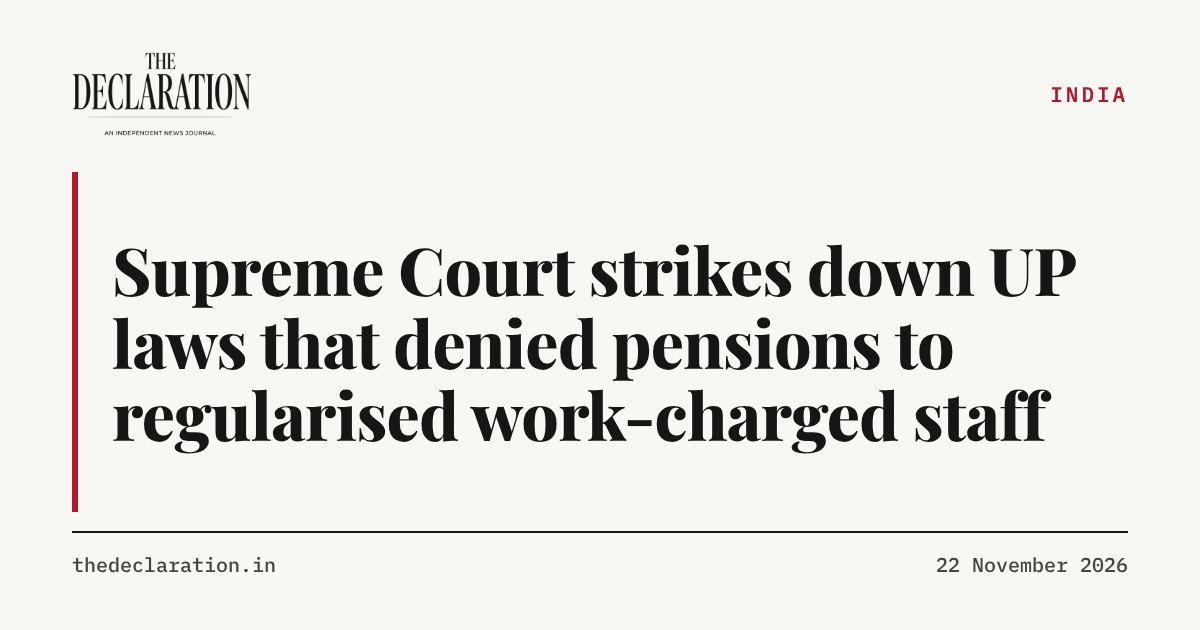 THE
DECLARATION
AN INDEPENDENT NEWS JOURNAL
INDIA
Supreme Court strikes down UP
laws that denied pensions to
regularised work-charged staff
thedeclaration.in
22 November 2026